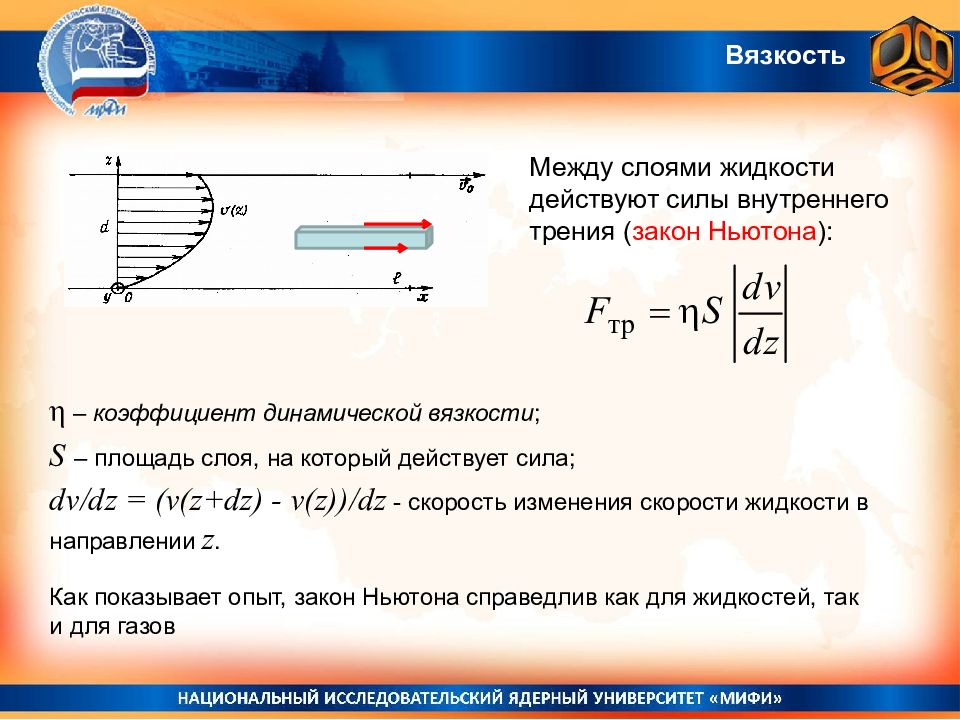 Вязкость
z
v₀
d
v(z)
ℓ
y 0 x
Между слоями жидкости
действуют силы внутреннего
трения (закон Ньютона):
Fтр = ηS |dv/dz|
η – коэффициент динамической вязкости;
S – площадь слоя, на который действует сила;
dv/dz = (v(z+dz) - v(z))/dz - скорость изменения скорости жидкости в
направлении z.
Как показывает опыт, закон Ньютона справедлив как для жидкостей, так
и для газов
НАЦИОНАЛЬНЫЙ ИССЛЕДОВАТЕЛЬСКИЙ ЯДЕРНЫЙ УНИВЕРСИТЕТ «МИФИ»